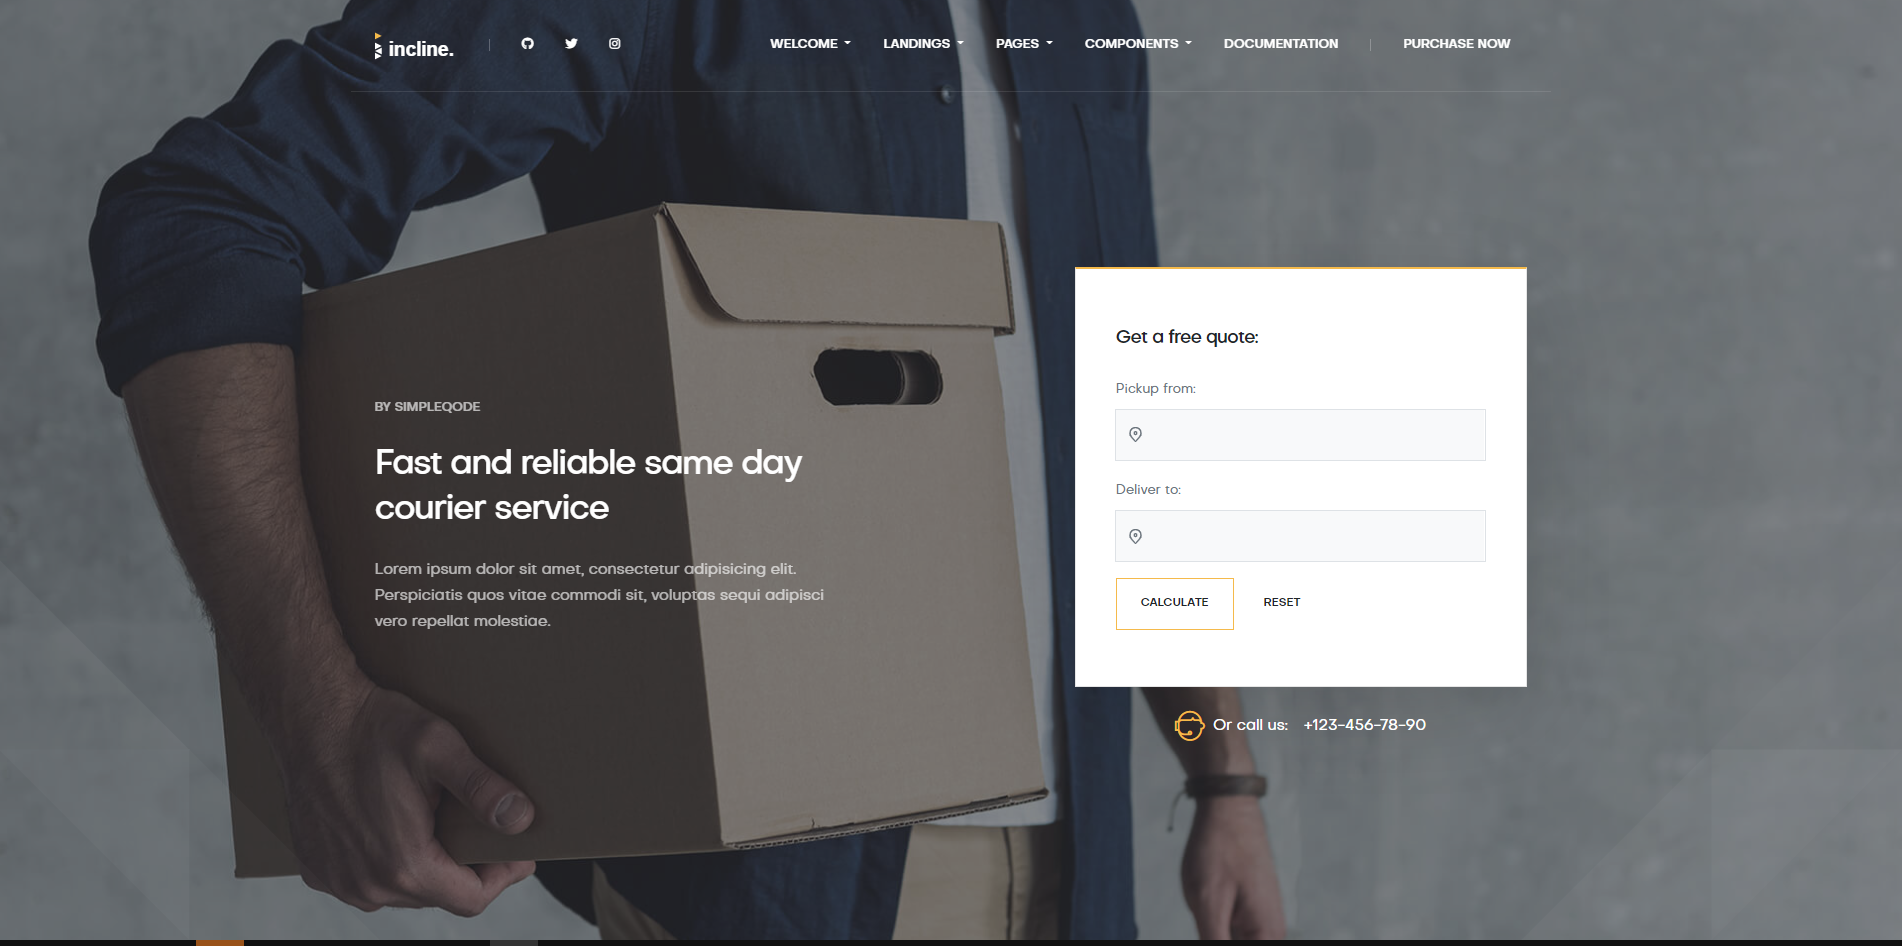 incline.
WELCOME
LANDINGS
PAGES
COMPONENTS
DOCUMENTATION
PURCHASE NOW
BY SIMPLEQODE
Fast and reliable same day
courier service
Lorem ipsum dolor sit amet, consectetur adipisicing elit.
Perspiciatis quos vitae commodi sit, voluptas sequi adipisci
vero repellat molestiae.
Get a free quote:
Pickup from:
Deliver to:
CALCULATE
RESET
Or call us: +123-456-78-90